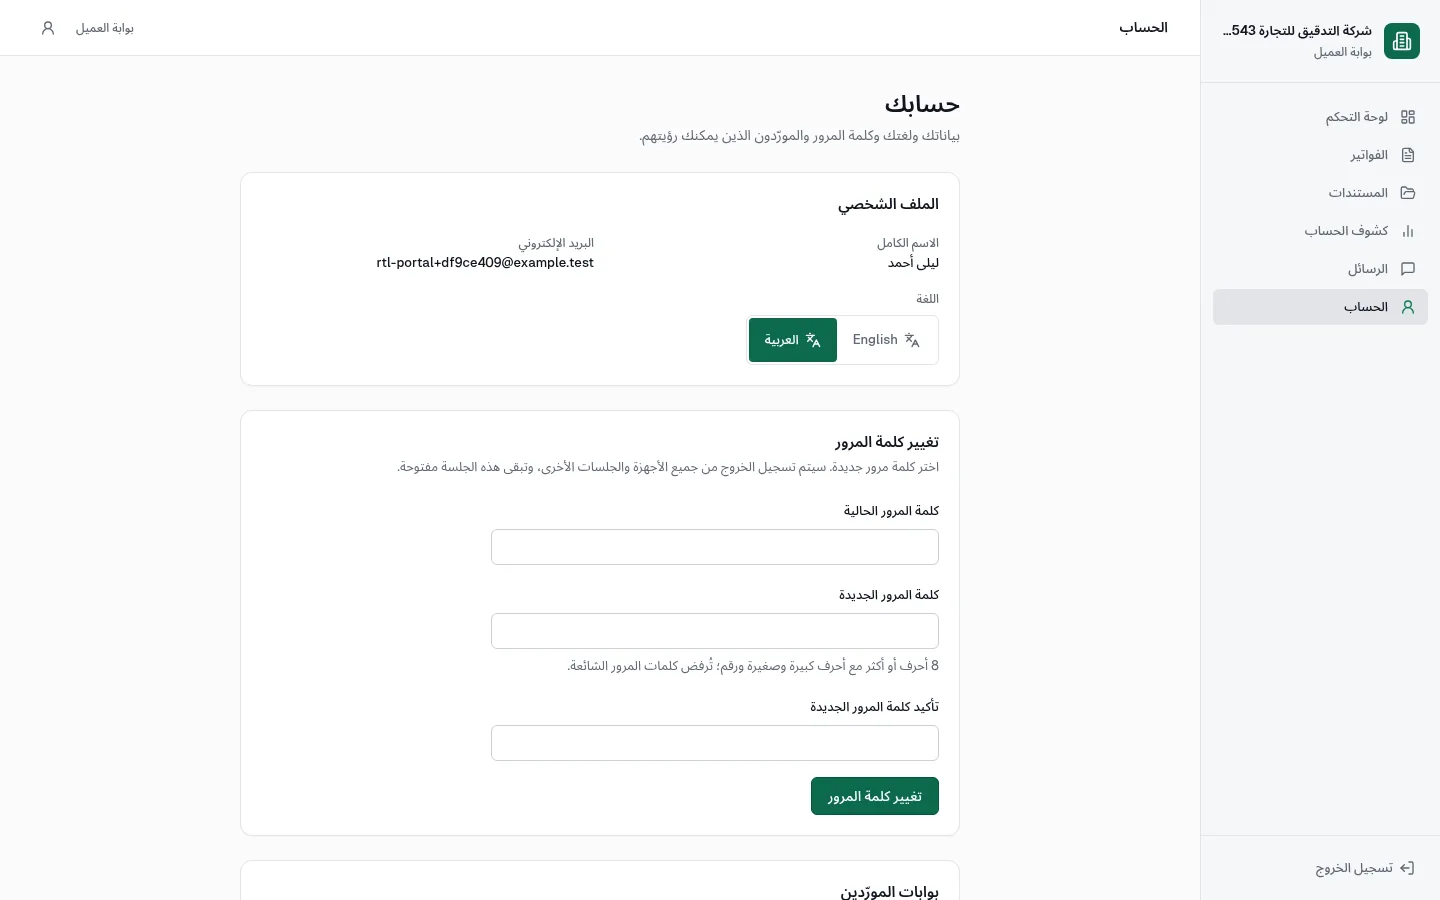 شركة التدقيق للتجارة 543...
بوابة العميل
لوحة التحكم
الفواتير
المستندات
كشوف الحساب
الرسائل
الحساب
تسجيل الخروج
الحساب
بوابة العميل
حسابك
بياناتك ولغتك وكلمة المرور والمورّدون الذين يمكنك رؤيتهم.
الملف الشخصي
الاسم الكامل
ليلى أحمد
البريد الإلكتروني
rtl-portal+df9ce409@example.test
اللغة
English
العربية
تغيير كلمة المرور
اختر كلمة مرور جديدة. سيتم تسجيل الخروج من جميع الأجهزة والجلسات الأخرى، وتبقى هذه الجلسة مفتوحة.
كلمة المرور الحالية
كلمة المرور الجديدة
8 أحرف أو أكثر مع أحرف كبيرة وصغيرة ورقم؛ تُرفض كلمات المرور الشائعة.
تأكيد كلمة المرور الجديدة
تغيير كلمة المرور
بوابات المورّدين